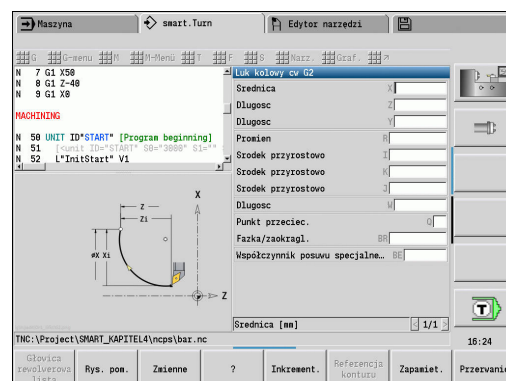 Maszyna
smart.Turn
Edytor narzędzi
G G-menu M M-Menü T F S Narz. Graf.
N 7 G1 X50
N 8 G1 Z-40
N 9 G1 X0
MACHINING
N 50 UNIT ID"START" [Program beginning]
N 51 [<unit ID="START" S0="3000" S1=""
N 52 L"InitStart" V1
Luk kolowy cw G2
Srednica X
Dlugosc Z
Dlugosc Y
Promien R
Srodek przyrostowo I
Srodek przyrostowo K
Srodek przyrostowo J
Dlugosc W
Punkt przeciec. Q
Fazka/zaokragl. BR
Współczynnik posuwu specjalne… BE
X
Z
Zi
øX Xi
Z
Srednica [mm]
1/1
T
TNC:\Project\SMART_KAPITEL4\ncps\bar.nc
16:24
Głowica rewolwerowa lista
Rys. pom.
Zmienne
?
Inkrement.
Referencja konturu
Zapamiet.
Przerwanie